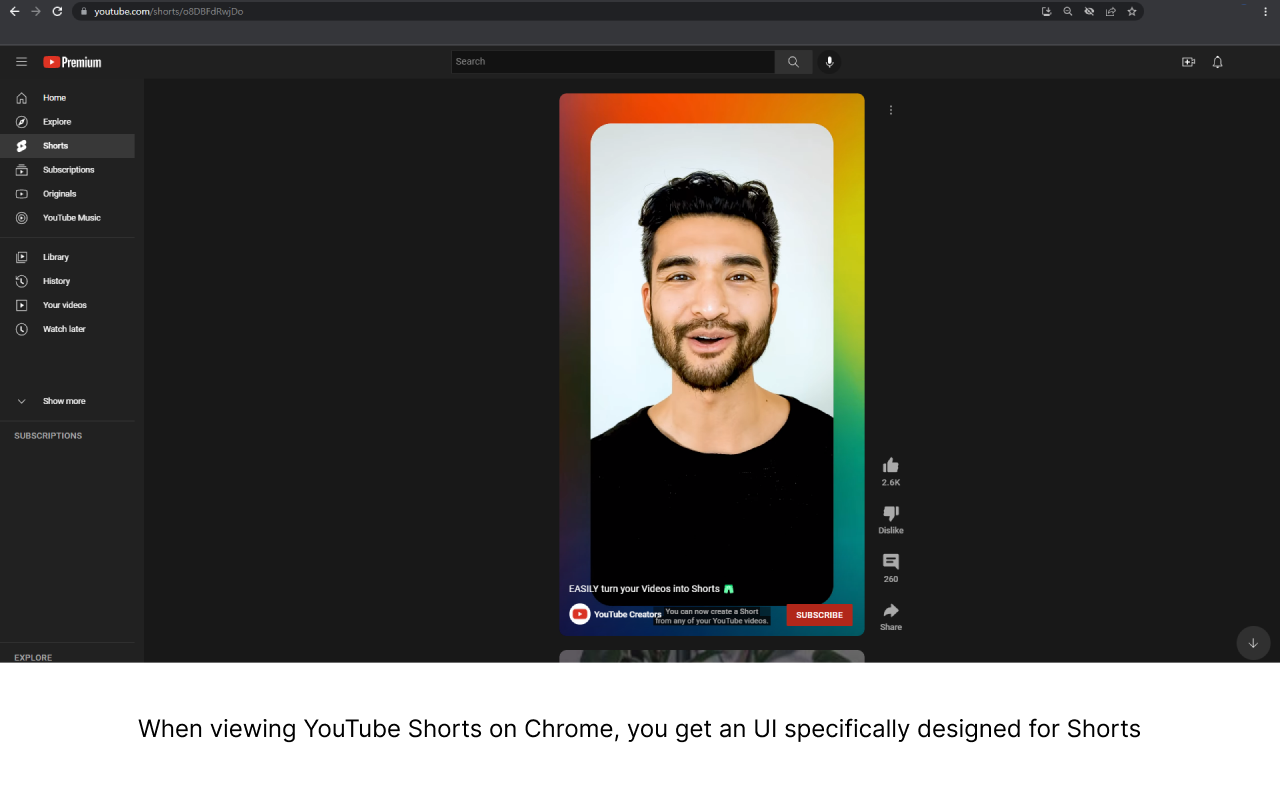 youtube.com/shorts/o8DBFdRwjDo
Premium
Search
Home
Explore
Shorts
Subscriptions
Originals
YouTube Music
Library
History
Your videos
Watch later
Show more
SUBSCRIPTIONS
EXPLORE
2.6K
Dislike
260
Share
EASILY turn your Videos into Shorts 🩳
YouTube Creators
You can now create a Short
from any of your YouTube videos.
SUBSCRIBE
When viewing YouTube Shorts on Chrome, you get an UI specifically designed for Shorts